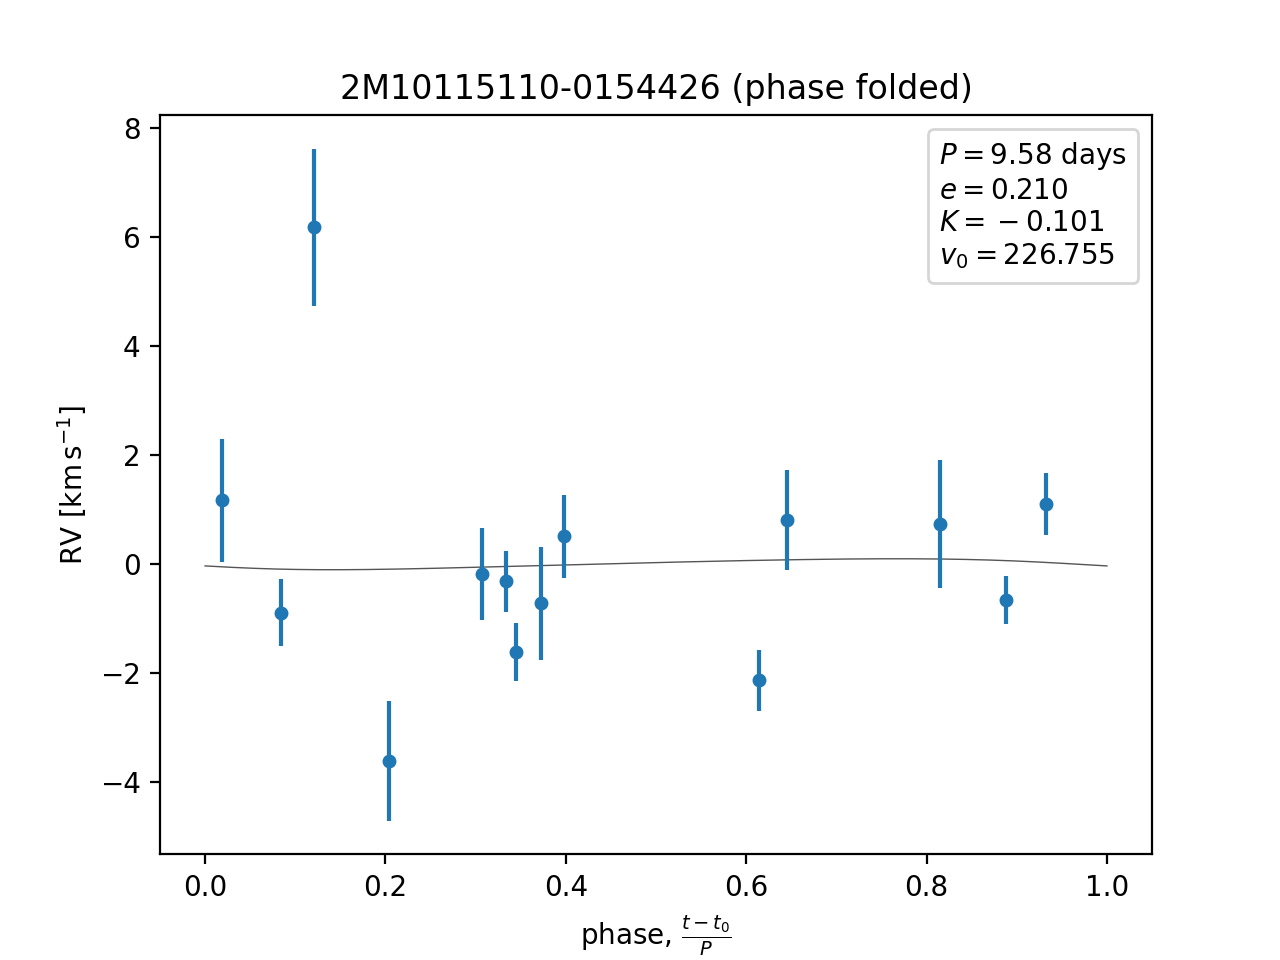 2M10115110-0154426 (phase folded)
P = 9.58 days
e = 0.210
K = −0.101
v₀ = 226.755
8
6
4
2
0
−2
−4
RV [km s⁻¹]
0.0 0.2 0.4 0.6 0.8 1.0
phase, (t − t₀)/P